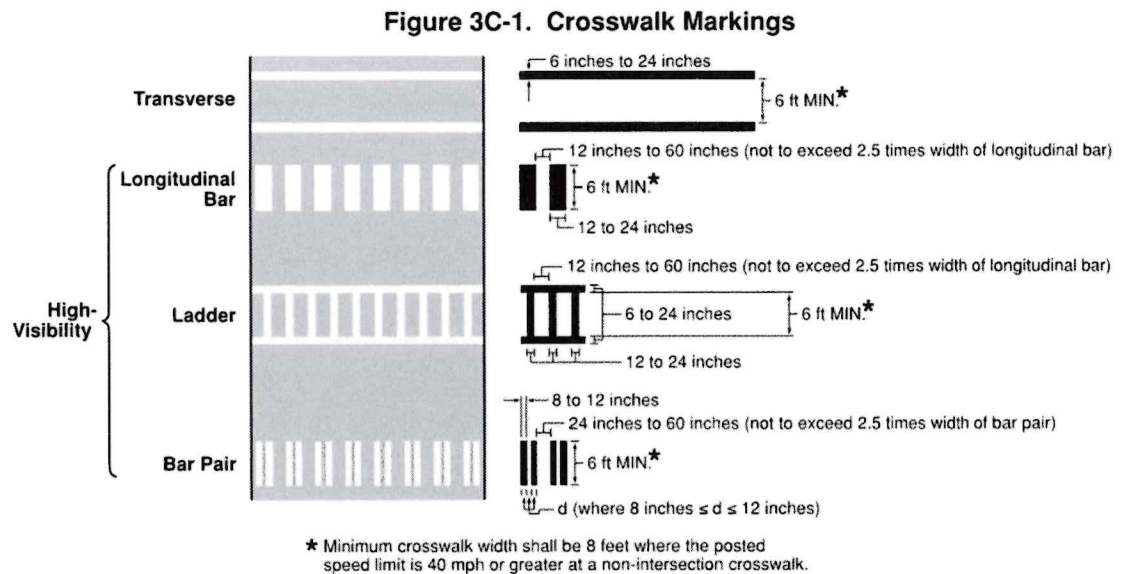 Figure 3C-1. Crosswalk Markings
Transverse
6 inches to 24 inches
6 ft MIN.*
High-
Visibility
Longitudinal
Bar
12 inches to 60 inches (not to exceed 2.5 times width of longitudinal bar)
6 ft MIN.*
12 to 24 inches
Ladder
12 inches to 60 inches (not to exceed 2.5 times width of longitudinal bar)
6 to 24 inches
6 ft MIN.*
12 to 24 inches
Bar Pair
8 to 12 inches
24 inches to 60 inches (not to exceed 2.5 times width of bar pair)
6 ft MIN.*
d (where 8 inches ≤ d ≤ 12 inches)
* Minimum crosswalk width shall be 8 feet where the posted
speed limit is 40 mph or greater at a non-intersection crosswalk.